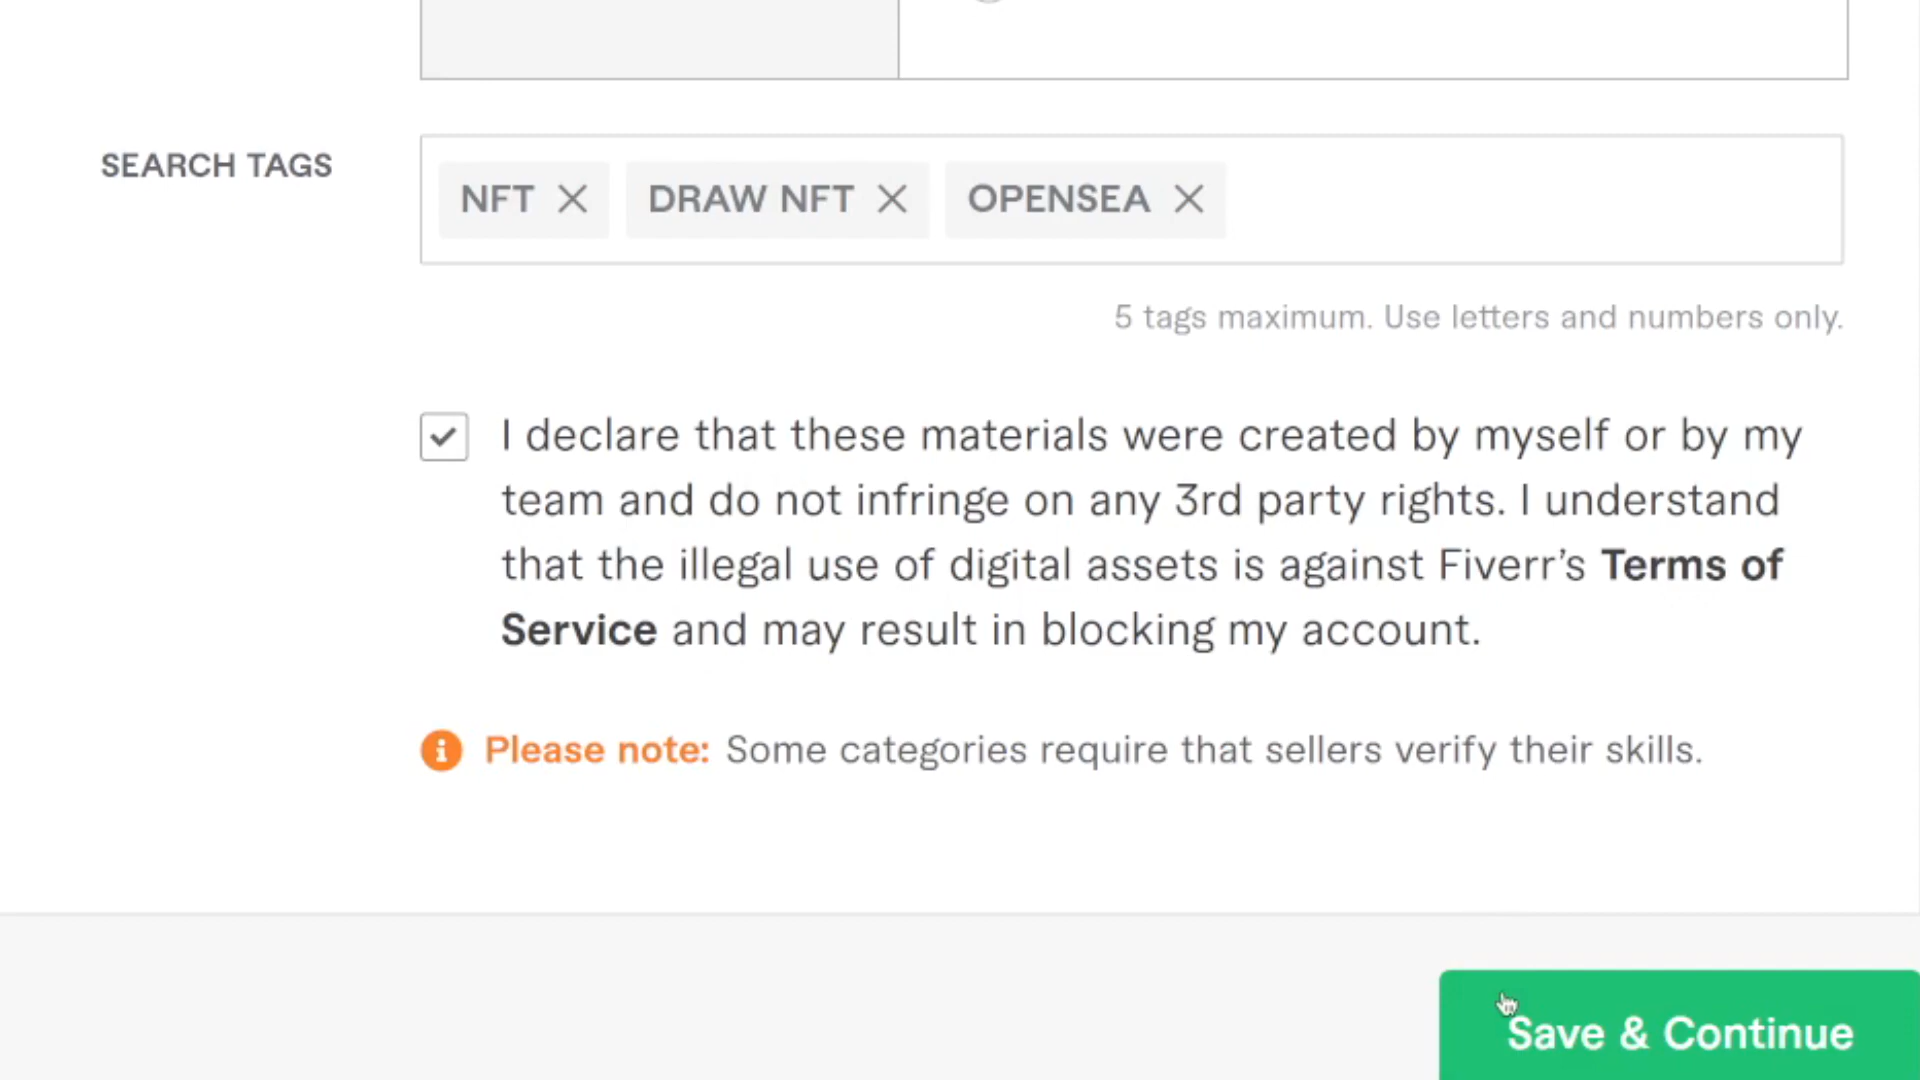 SEARCH TAGS
NFT
DRAW NFT
OPENSEA
5 tags maximum. Use letters and numbers only.
I declare that these materials were created by myself or by my
team and do not infringe on any 3rd party rights. I understand
that the illegal use of digital assets is against Fiverr’s Terms of
Service and may result in blocking my account.
Please note: Some categories require that sellers verify their skills.
Save & Continue